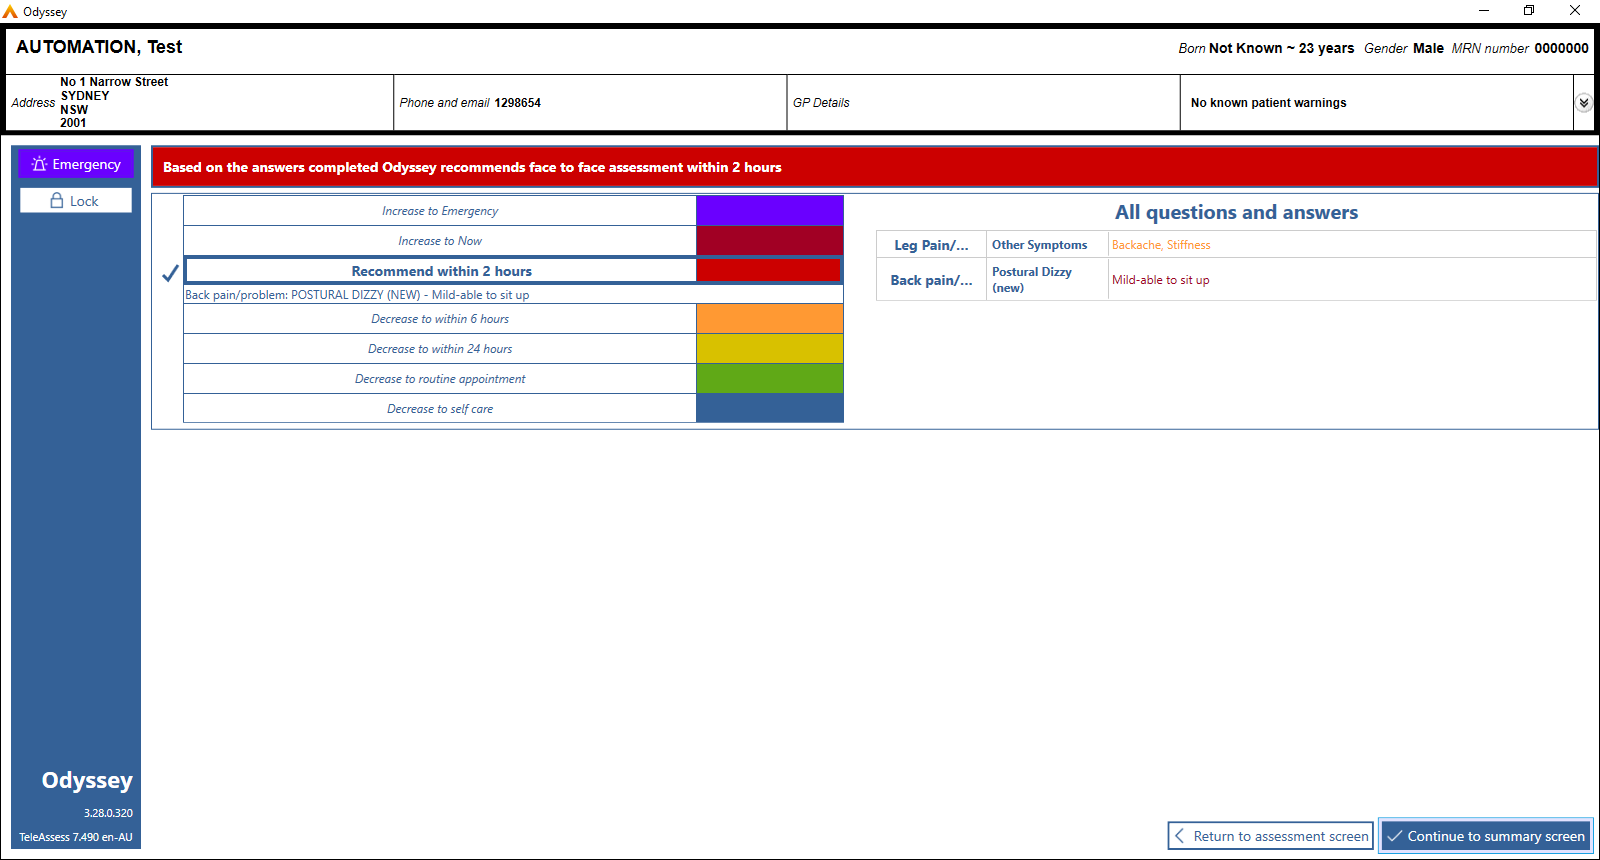 Odyssey
AUTOMATION, Test
Born Not Known ~ 23 years Gender Male MRN number 0000000
Address
No 1 Narrow Street
SYDNEY
NSW
2001
Phone and email 1298654
GP Details
No known patient warnings
Emergency
Lock
Based on the answers completed Odyssey recommends face to face assessment within 2 hours
Increase to Emergency
Increase to Now
Recommend within 2 hours
Back pain/problem: POSTURAL DIZZY (NEW) - Mild-able to sit up
Decrease to within 6 hours
Decrease to within 24 hours
Decrease to routine appointment
Decrease to self care
All questions and answers
Leg Pain/... Other Symptoms Backache, Stiffness
Back pain/... Postural Dizzy
(new) Mild-able to sit up
Odyssey
3.28.0.320
TeleAssess 7.490 en-AU
Return to assessment screen
Continue to summary screen